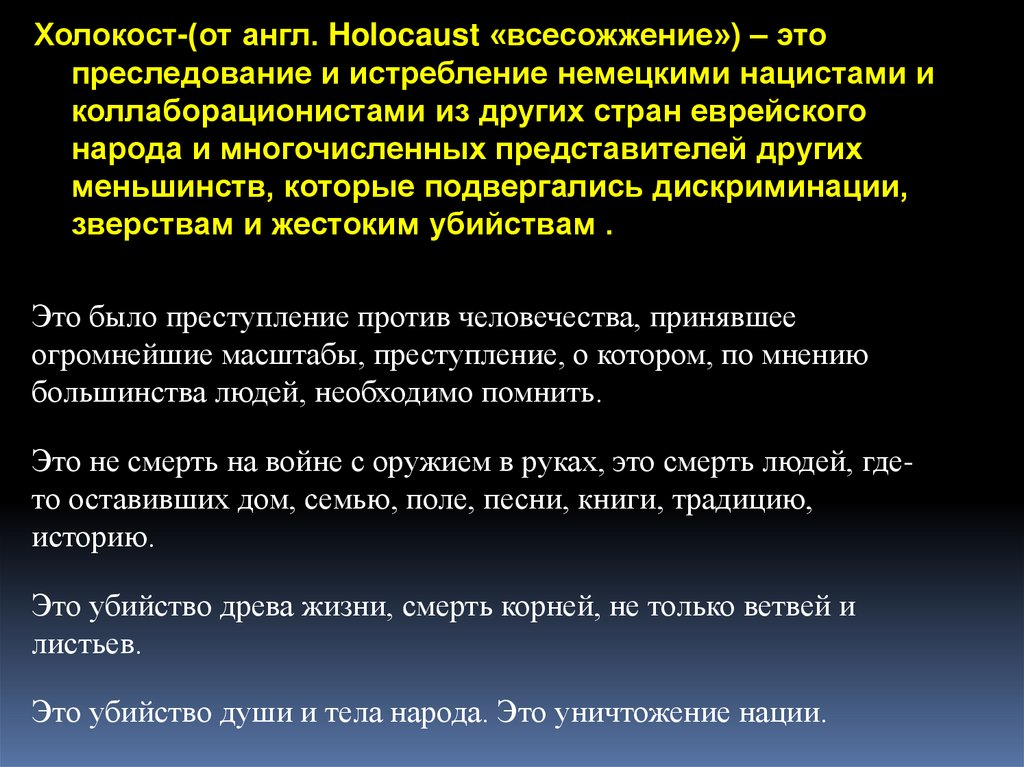 Холокост-(от англ. Holocaust «всесожжение») – это
преследование и истребление немецкими нацистами и
коллаборационистами из других стран еврейского
народа и многочисленных представителей других
меньшинств, которые подвергались дискриминации,
зверствам и жестоким убийствам .
Это было преступление против человечества, принявшее
огромнейшие масштабы, преступление, о котором, по мнению
большинства людей, необходимо помнить.
Это не смерть на войне с оружием в руках, это смерть людей, где-
то оставивших дом, семью, поле, песни, книги, традицию,
историю.
Это убийство древа жизни, смерть корней, не только ветвей и
листьев.
Это убийство души и тела народа. Это уничтожение нации.